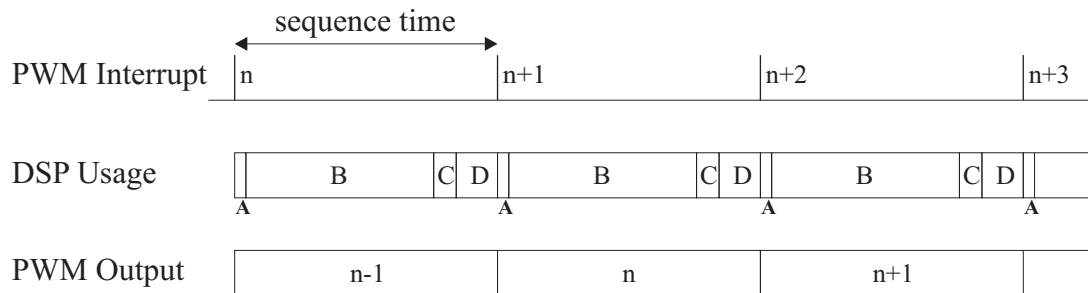 sequence time
PWM Interrupt n n+1 n+2 n+3
DSP Usage B C D B C D B C D
A A A A
PWM Output n-1 n n+1